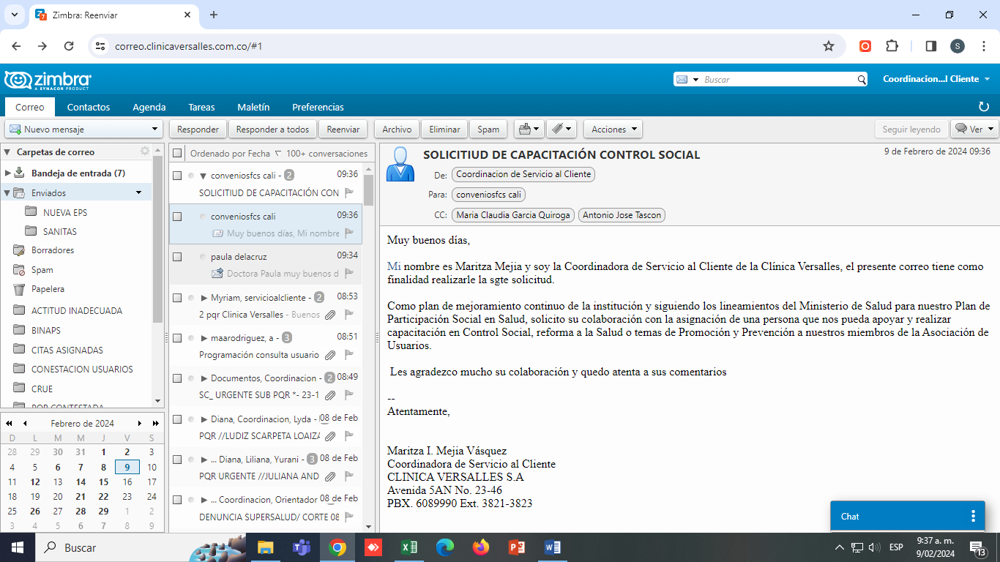 Zimbra: Reenviar
correo.clinicaversalles.com.co/#1
S
zimbra
A SYNACOR PRODUCT
Buscar
Coordinacion...l Cliente
Correo Contactos Agenda Tareas Maletín Preferencias
Nuevo mensaje
Responder Responder a todos Reenviar Archivo Eliminar Spam Acciones Seguir leyendo Ver
Carpetas de correo
Bandeja de entrada (7)
Enviados
NUEVA EPS
SANITAS
Borradores
Spam
Papelera
ACTITUD INADECUADA
BINAPS
CITAS ASIGNADAS
CONESTACION USUARIOS
CRUE
PQR CONTESTADA
Febrero de 2024
D L M M J V S
28 29 30 31 1 2 3
4 5 6 7 8 9 10
11 12 13 14 15 16 17
18 19 20 21 22 23 24
25 26 27 28 29 1 2
3 4 5 6 7 8 9
Ordenado por Fecha 100+ conversaciones
conveniosfcs cali - 2 09:36
SOLICITIUD DE CAPACITACIÓN CON
conveniosfcs cali 09:36
Muy buenos días, Mi nombre
paula delacruz 09:34
Doctora Paula muy buenos d
Myriam, servicioalcliente - 2 08:53
2 pqr Clinica Versalles - Buenos
maarodriguez, a - 3 08:51
Programación consulta usuario
Documentos, Coordinacion - 2 08:49
SC_ URGENTE SUB PQR *- 23-1
Diana, Coordinacion, Lyda - 08 de Feb
PQR //LUDIZ SCARPETA LOAIZA
... Diana, Liliana, Yurani - 3 08 de Feb
PQR URGENTE //JULIANA AND
... Coordinacion, Orientador 08 de Feb
DENUNCIA SUPERSALUD/ CORTE 08
SOLICITIUD DE CAPACITACIÓN CONTROL SOCIAL
9 de Febrero de 2024 09:36
De: Coordinacion de Servicio al Cliente
Para: conveniosfcs cali
CC: Maria Claudia Garcia Quiroga Antonio Jose Tascon
Muy buenos días,
Mi nombre es Maritza Mejia y soy la Coordinadora de Servicio al Cliente de la Clínica Versalles, el presente correo tiene como
finalidad realizarle la sgte solicitud.
Como plan de mejoramiento continuo de la institución y siguiendo los lineamientos del Ministerio de Salud para nuestro Plan de
Participación Social en Salud, solicito su colaboración con la asignación de una persona que nos pueda apoyar y realizar
capacitación en Control Social, reforma a la Salud o temas de Promoción y Prevención a nuestros miembros de la Asociación de
Usuarios.
Les agradezco mucho su colaboración y quedo atenta a sus comentarios
--
Atentamente,
Maritza I. Mejia Vásquez
Coordinadora de Servicio al Cliente
CLINICA VERSALLES S.A
Avenida 5AN No. 23-46
PBX. 6089990 Ext. 3821-3823
Chat
Buscar
ESP
9:37 a. m.
9/02/2024
13